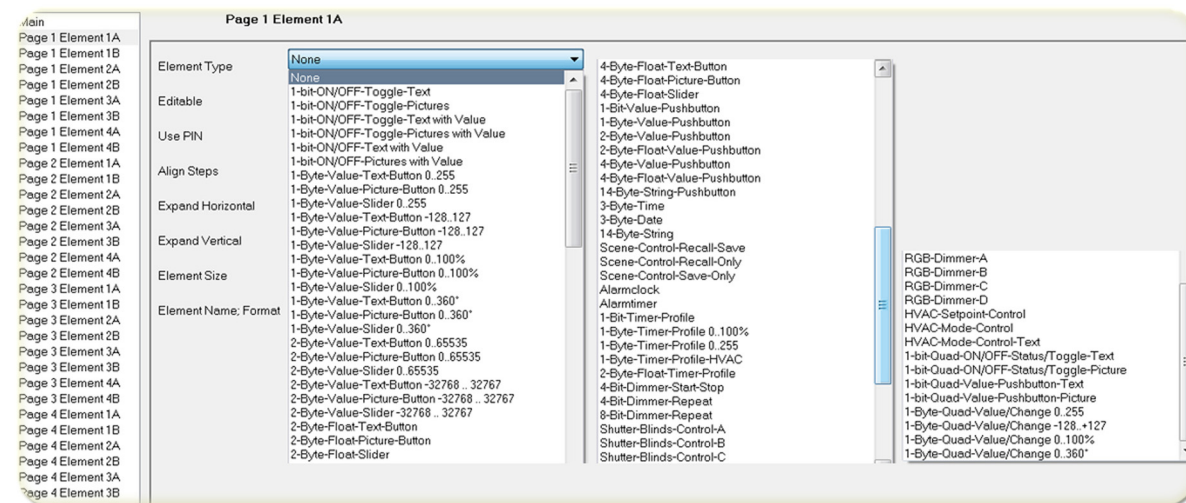 Main
Page 1 Element 1A
Page 1 Element 1B
Page 1 Element 2A
Page 1 Element 2B
Page 1 Element 3A
Page 1 Element 3B
Page 1 Element 4A
Page 1 Element 4B
Page 2 Element 1A
Page 2 Element 1B
Page 2 Element 2A
Page 2 Element 2B
Page 2 Element 3A
Page 2 Element 3B
Page 2 Element 4A
Page 2 Element 4B
Page 3 Element 1A
Page 3 Element 1B
Page 3 Element 2A
Page 3 Element 2B
Page 3 Element 3A
Page 3 Element 3B
Page 3 Element 4A
Page 3 Element 4B
Page 4 Element 1A
Page 4 Element 1B
Page 4 Element 2A
Page 4 Element 2B
Page 4 Element 3A
Page 4 Element 3B
Page 1 Element 1A
Element Type
Editable
Use PIN
Align Steps
Expand Horizontal
Expand Vertical
Element Size
Element Name; Format
None
None
1-bit-ON/OFF-Toggle-Text
1-bit-ON/OFF-Toggle-Pictures
1-bit-ON/OFF-Toggle-Text with Value
1-bit-ON/OFF-Toggle-Pictures with Value
1-bit-ON/OFF-Text with Value
1-bit-ON/OFF-Pictures with Value
1-Byte-Value-Text-Button 0..255
1-Byte-Value-Picture-Button 0..255
1-Byte-Value-Slider 0..255
1-Byte-Value-Text-Button -128..127
1-Byte-Value-Picture-Button -128..127
1-Byte-Value-Slider -128..127
1-Byte-Value-Text-Button 0..100%
1-Byte-Value-Picture-Button 0..100%
1-Byte-Value-Slider 0..100%
1-Byte-Value-Text-Button 0..360°
1-Byte-Value-Picture-Button 0..360°
1-Byte-Value-Slider 0..360°
2-Byte-Value-Text-Button 0..65535
2-Byte-Value-Picture-Button 0..65535
2-Byte-Value-Slider 0..65535
2-Byte-Value-Text-Button -32768 .. 32767
2-Byte-Value-Picture-Button -32768 .. 32767
2-Byte-Value-Slider -32768 .. 32767
2-Byte-Float-Text-Button
2-Byte-Float-Picture-Button
2-Byte-Float-Slider
4-Byte-Float-Text-Button
4-Byte-Float-Picture-Button
4-Byte-Float-Slider
1-Bit-Value-Pushbutton
1-Byte-Value-Pushbutton
2-Byte-Value-Pushbutton
2-Byte-Float-Value-Pushbutton
4-Byte-Value-Pushbutton
4-Byte-Float-Value-Pushbutton
14-Byte-String-Pushbutton
3-Byte-Time
3-Byte-Date
14-Byte-String
Scene-Control-Recall-Save
Scene-Control-Recall-Only
Scene-Control-Save-Only
Alarmclock
Alarmtimer
1-Bit-Timer-Profile
1-Byte-Timer-Profile 0..100%
1-Byte-Timer-Profile 0..255
1-Byte-Timer-Profile-HVAC
2-Byte-Float-Timer-Profile
4-Bit-Dimmer-Start-Stop
4-Bit-Dimmer-Repeat
8-Bit-Dimmer-Repeat
Shutter-Blinds-Control-A
Shutter-Blinds-Control-B
Shutter-Blinds-Control-C
RGB-Dimmer-A
RGB-Dimmer-B
RGB-Dimmer-C
RGB-Dimmer-D
HVAC-Setpoint-Control
HVAC-Mode-Control
HVAC-Mode-Control-Text
1-bit-Quad-ON/OFF-Status/Toggle-Text
1-bit-Quad-ON/OFF-Status/Toggle-Picture
1-bit-Quad-Value-Pushbutton-Text
1-bit-Quad-Value-Pushbutton-Picture
1-Byte-Quad-Value/Change 0..255
1-Byte-Quad-Value/Change -128..+127
1-Byte-Quad-Value/Change 0..100%
1-Byte-Quad-Value/Change 0..360°